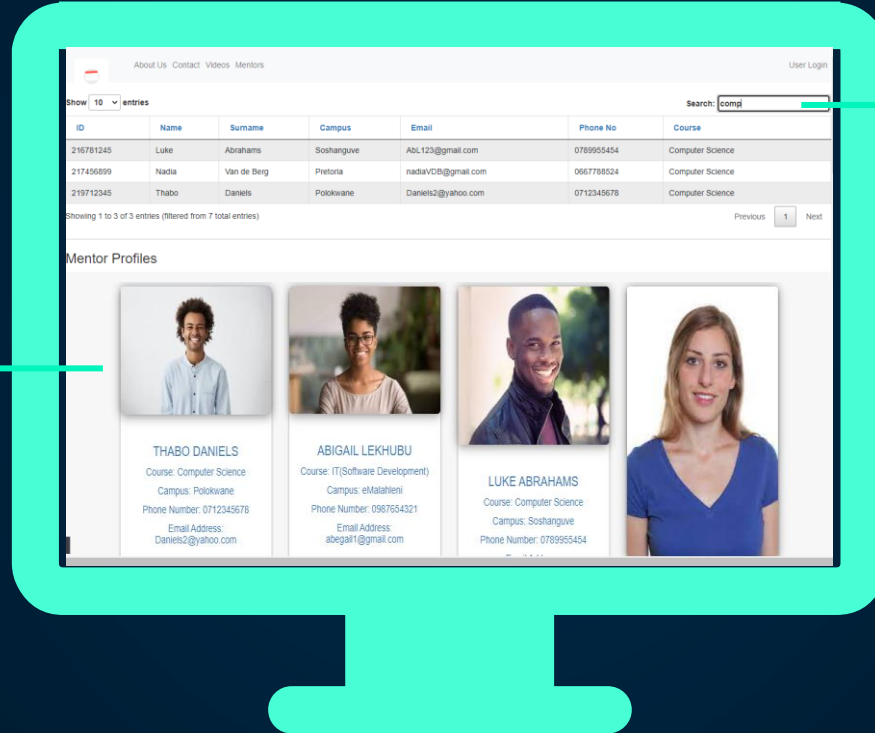 About Us Contact Videos Mentors User Login
Show 10 entries Search: comp
ID Name Surname Campus Email Phone No Course
216781245 Luke Abrahams Soshanguve AbL123@gmail.com 0789955454 Computer Science
217456899 Nadia Van de Berg Pretoria nadiaVDB@gmail.com 0667788524 Computer Science
219712345 Thabo Daniels Polokwane Daniels2@yahoo.com 0712345678 Computer Science
Showing 1 to 3 of 3 entries (filtered from 7 total entries) Previous 1 Next
Mentor Profiles
THABO DANIELS
Course: Computer Science
Campus: Polokwane
Phone Number: 0712345678
Email Address:
Daniels2@yahoo.com
ABIGAIL LEKHUBU
Course: IT(Software Development)
Campus: eMalahleni
Phone Number: 0987654321
Email Address:
abegail1@gmail.com
LUKE ABRAHAMS
Course: Computer Science
Campus: Soshanguve
Phone Number: 0789955454